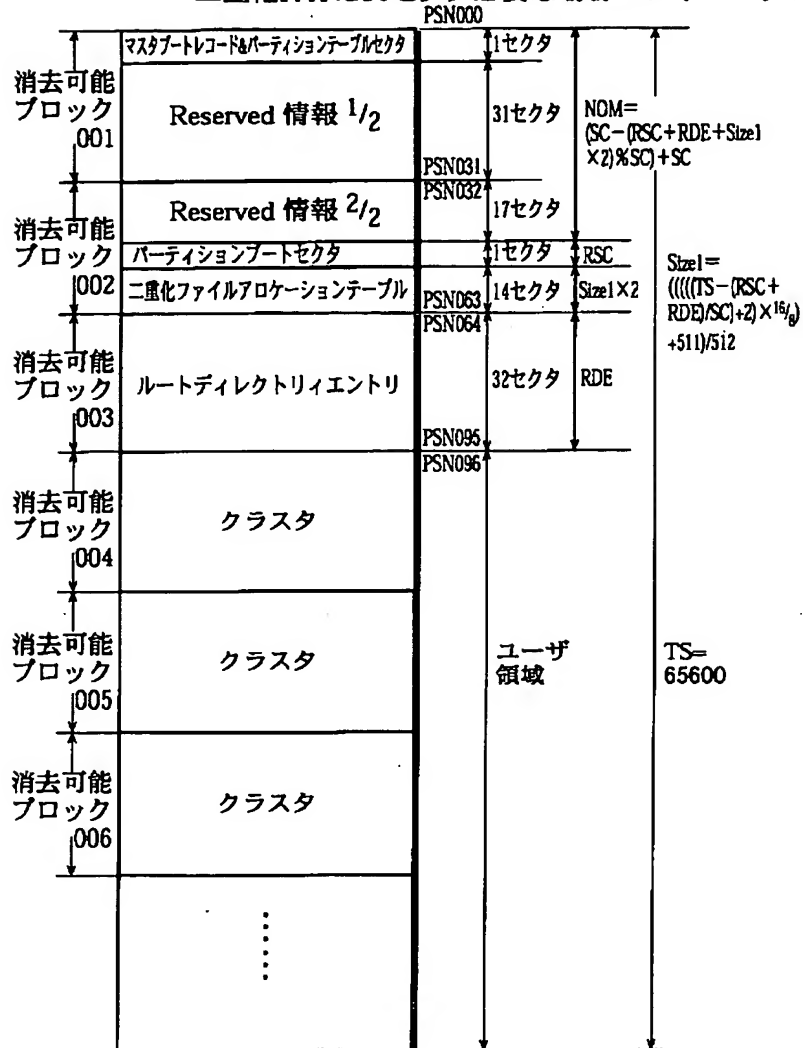 PSN000
マスタブートレコード&パーティションテーブルセクタ
1セクタ
消去可能
ブロック
001
Reserved 情報 1/2
31セクタ
NOM=
(SC-(RSC+RDE+Size1
×2)%SC)+SC
PSN031
PSN032
消去可能
ブロック
002
Reserved 情報 2/2
17セクタ
パーティションブートセクタ
1セクタ
RSC
二重化ファイルアロケーションテーブル
PSN063
14セクタ
Size1×2
Size1=
(((((TS-(RSC+
RDE)/SC)+2)×16/8)
+511)/512
PSN064
消去可能
ブロック
003
ルートディレクトリィエントリ
32セクタ
RDE
PSN095
PSN096
消去可能
ブロック
004
クラスタ
消去可能
ブロック
005
クラスタ
ユーザ
領域
TS=
65600
消去可能
ブロック
006
クラスタ